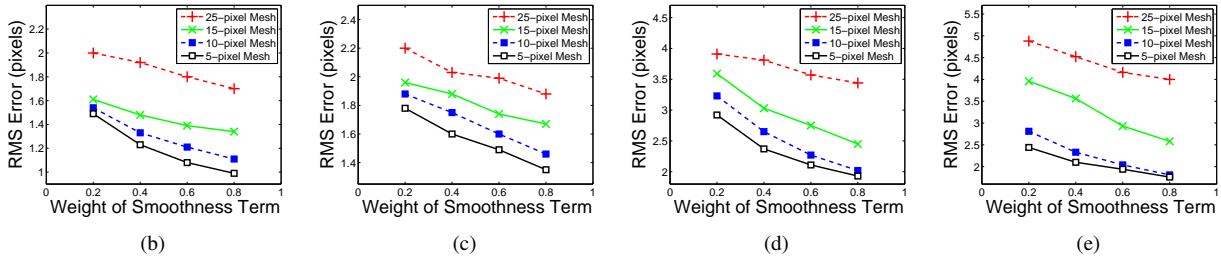 25-pixel Mesh
15-pixel Mesh
10-pixel Mesh
5-pixel Mesh
2.2
2
1.8
1.6
1.4
1.2
1
0 0.2 0.4 0.6 0.8 1
RMS Error (pixels)
Weight of Smoothness Term
(b)
25-pixel Mesh
15-pixel Mesh
10-pixel Mesh
5-pixel Mesh
2.4
2.2
2
1.8
1.6
1.4
0 0.2 0.4 0.6 0.8 1
RMS Error (pixels)
Weight of Smoothness Term
(c)
25-pixel Mesh
15-pixel Mesh
10-pixel Mesh
5-pixel Mesh
4.5
4
3.5
3
2.5
2
0 0.2 0.4 0.6 0.8 1
RMS Error (pixels)
Weight of Smoothness Term
(d)
25-pixel Mesh
15-pixel Mesh
10-pixel Mesh
5-pixel Mesh
5.5
5
4.5
4
3.5
3
2.5
2
0 0.2 0.4 0.6 0.8 1
RMS Error (pixels)
Weight of Smoothness Term
(e)